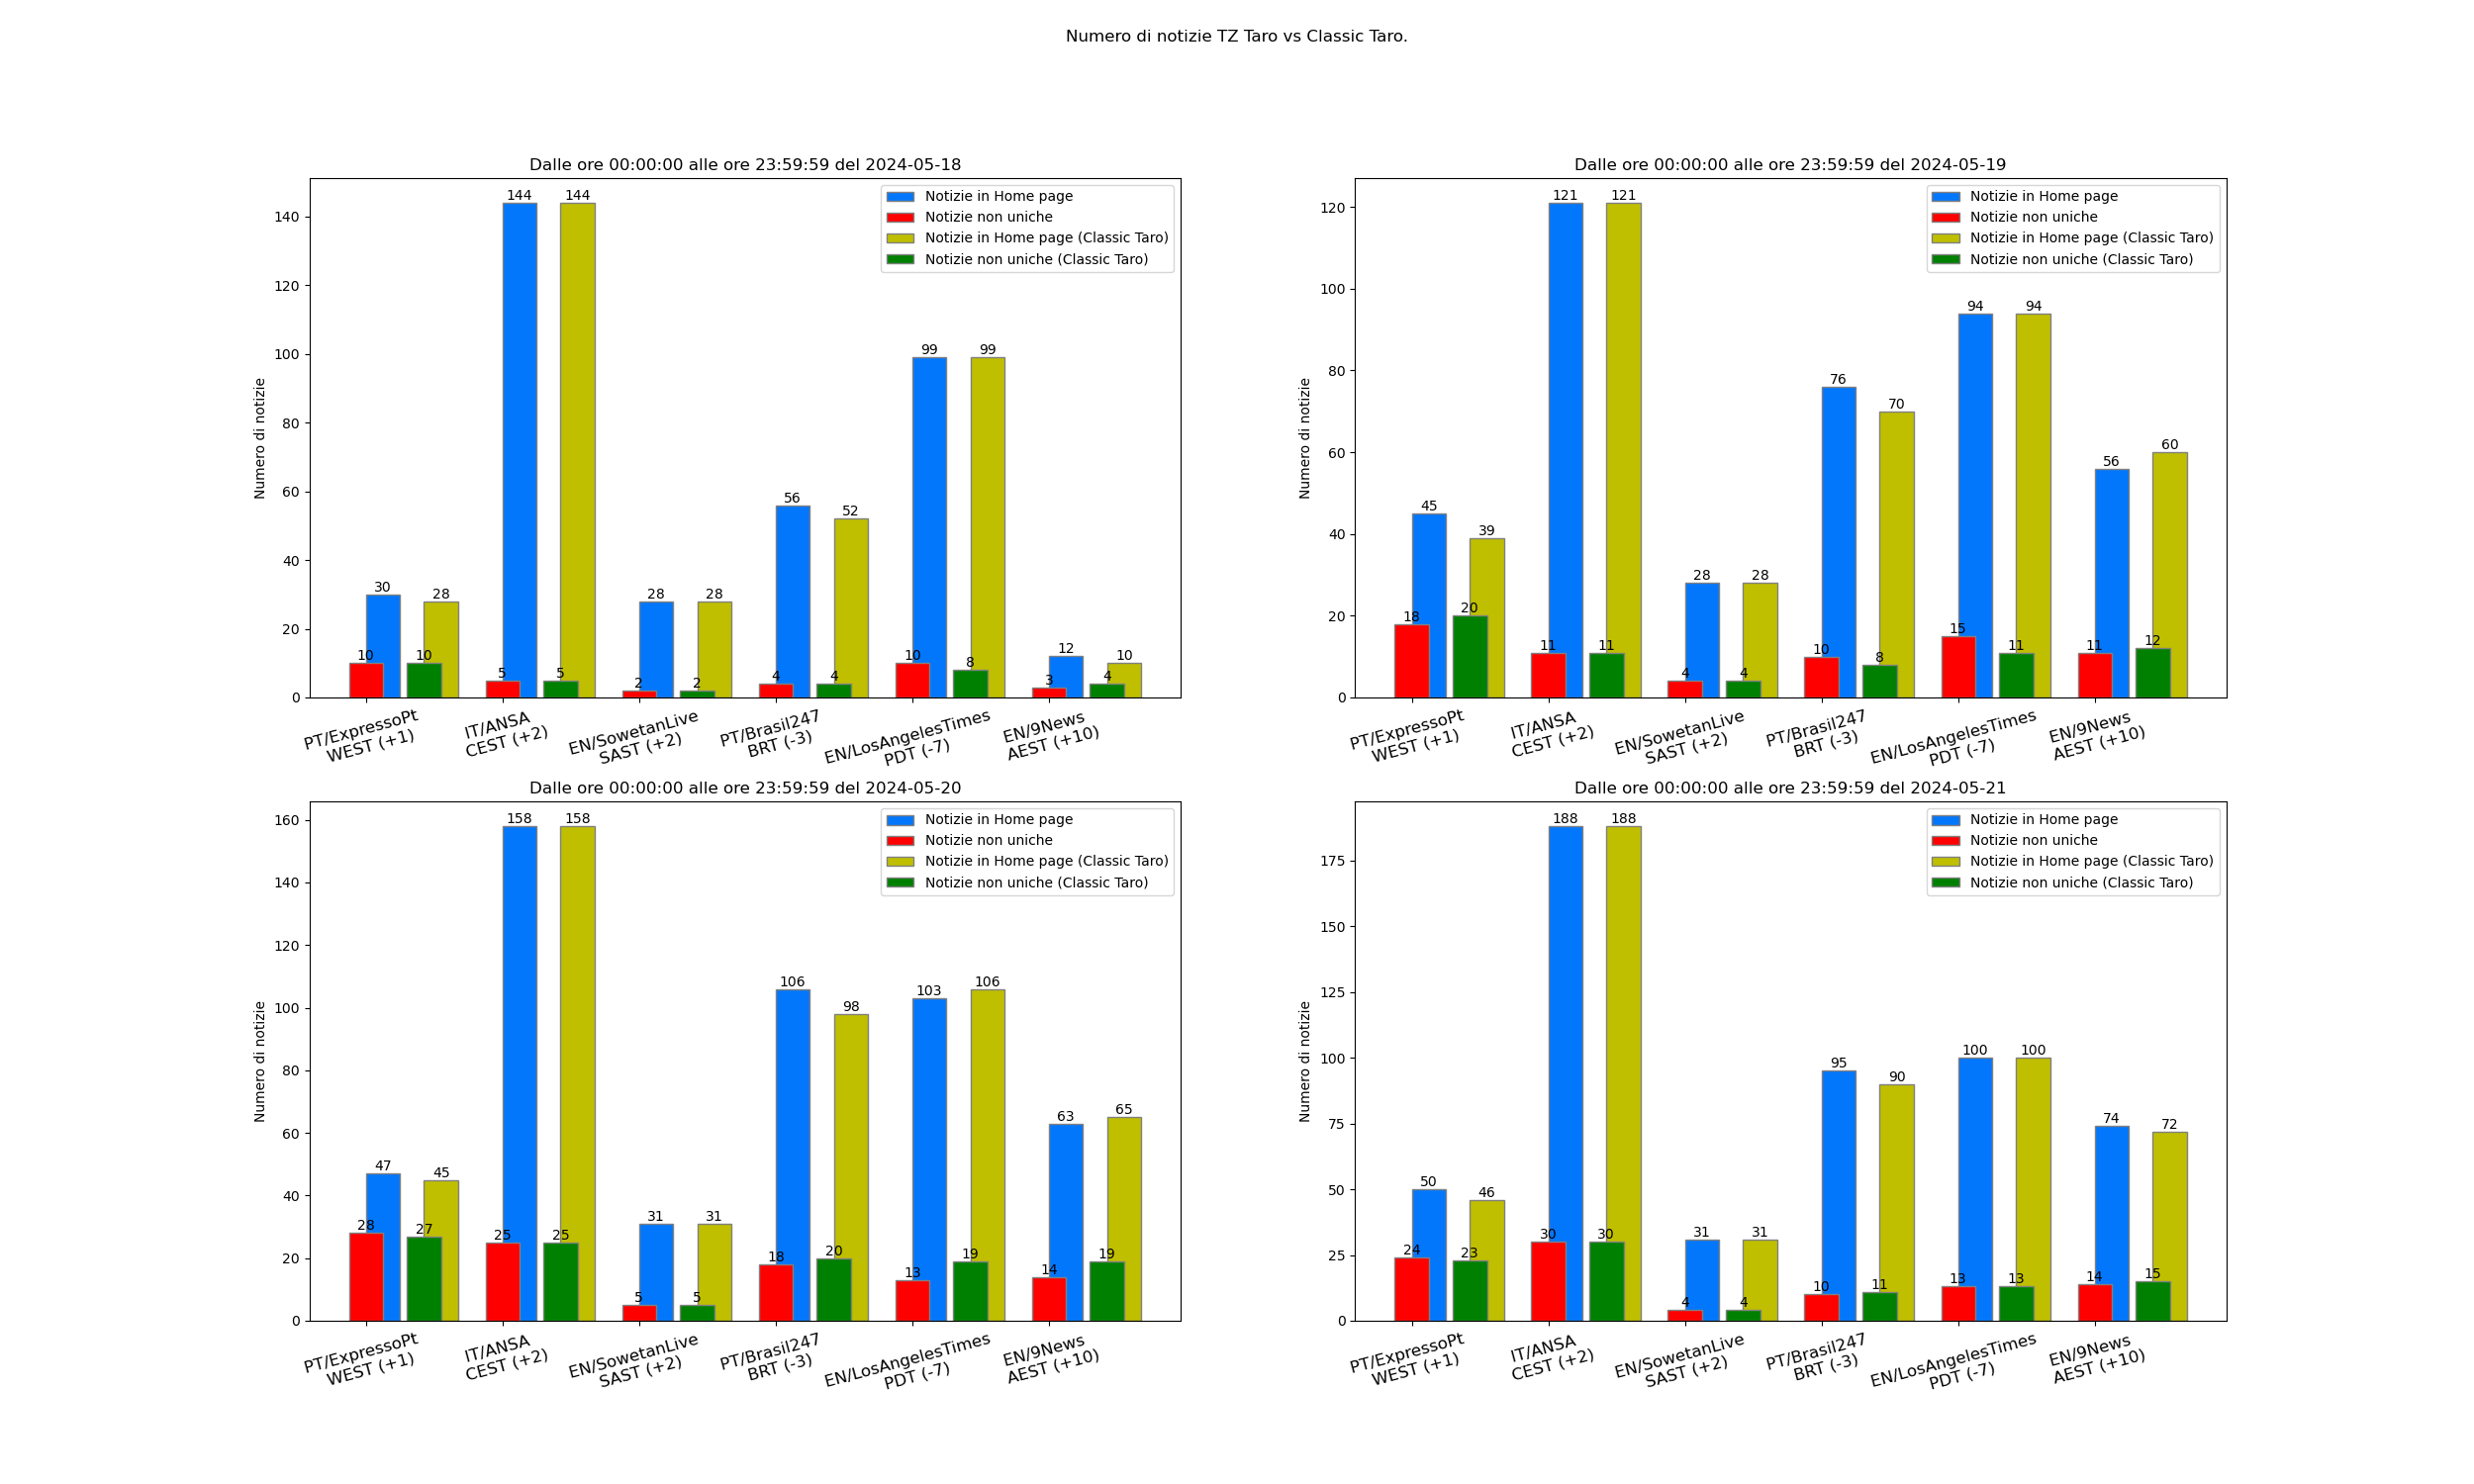 Numero di notizie TZ Taro vs Classic Taro.
Dalle ore 00:00:00 alle ore 23:59:59 del 2024-05-18
Numero di notizie
140
120
100
80
60
40
20
0
Notizie in Home page
Notizie non uniche
Notizie in Home page (Classic Taro)
Notizie non uniche (Classic Taro)
10 30 10 28
5 144 5 144
2 28 2 28
4 56 4 52
10 99 8 99
3 12 4 10
PT/ExpressoPt
WEST (+1)
IT/ANSA
CEST (+2)
EN/SowetanLive
SAST (+2)
PT/Brasil247
BRT (-3)
EN/LosAngelesTimes
PDT (-7)
EN/9News
AEST (+10)
Dalle ore 00:00:00 alle ore 23:59:59 del 2024-05-19
Numero di notizie
120
100
80
60
40
20
0
Notizie in Home page
Notizie non uniche
Notizie in Home page (Classic Taro)
Notizie non uniche (Classic Taro)
18 45 20 39
11 121 11 121
4 28 4 28
10 76 8 70
15 94 11 94
11 56 12 60
PT/ExpressoPt
WEST (+1)
IT/ANSA
CEST (+2)
EN/SowetanLive
SAST (+2)
PT/Brasil247
BRT (-3)
EN/LosAngelesTimes
PDT (-7)
EN/9News
AEST (+10)
Dalle ore 00:00:00 alle ore 23:59:59 del 2024-05-20
Numero di notizie
160
140
120
100
80
60
40
20
0
Notizie in Home page
Notizie non uniche
Notizie in Home page (Classic Taro)
Notizie non uniche (Classic Taro)
28 47 27 45
25 158 25 158
5 31 5 31
18 106 20 98
13 103 19 106
14 63 19 65
PT/ExpressoPt
WEST (+1)
IT/ANSA
CEST (+2)
EN/SowetanLive
SAST (+2)
PT/Brasil247
BRT (-3)
EN/LosAngelesTimes
PDT (-7)
EN/9News
AEST (+10)
Dalle ore 00:00:00 alle ore 23:59:59 del 2024-05-21
Numero di notizie
175
150
125
100
75
50
25
0
Notizie in Home page
Notizie non uniche
Notizie in Home page (Classic Taro)
Notizie non uniche (Classic Taro)
24 50 23 46
30 188 30 188
4 31 4 31
10 95 11 90
13 100 13 100
14 74 15 72
PT/ExpressoPt
WEST (+1)
IT/ANSA
CEST (+2)
EN/SowetanLive
SAST (+2)
PT/Brasil247
BRT (-3)
EN/LosAngelesTimes
PDT (-7)
EN/9News
AEST (+10)